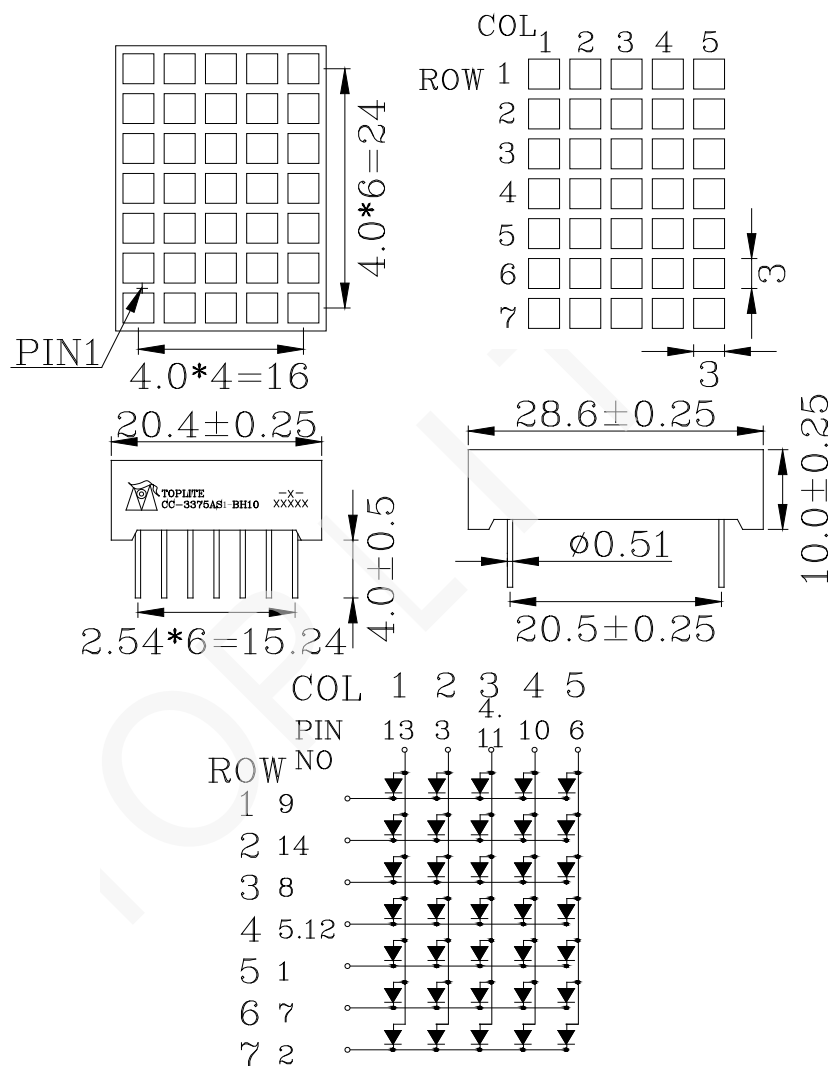 COL 1 2 3 4 5
ROW 1
2
3
4
5
6
7
4.0*6=24
3
3
PIN1
4.0*4=16
20.4±0.25
TOPLITE
CC-3375AS1-BH10
-X-
XXXXX
4.0±0.5
2.54*6=15.24
28.6±0.25
10.0±0.25
ø0.51
20.5±0.25
COL 1 2 3 4 5
PIN NO 13 3 4. 11 10 6
ROW
1 9
2 14
3 8
4 5.12
5 1
6 7
7 2
TOPLIT